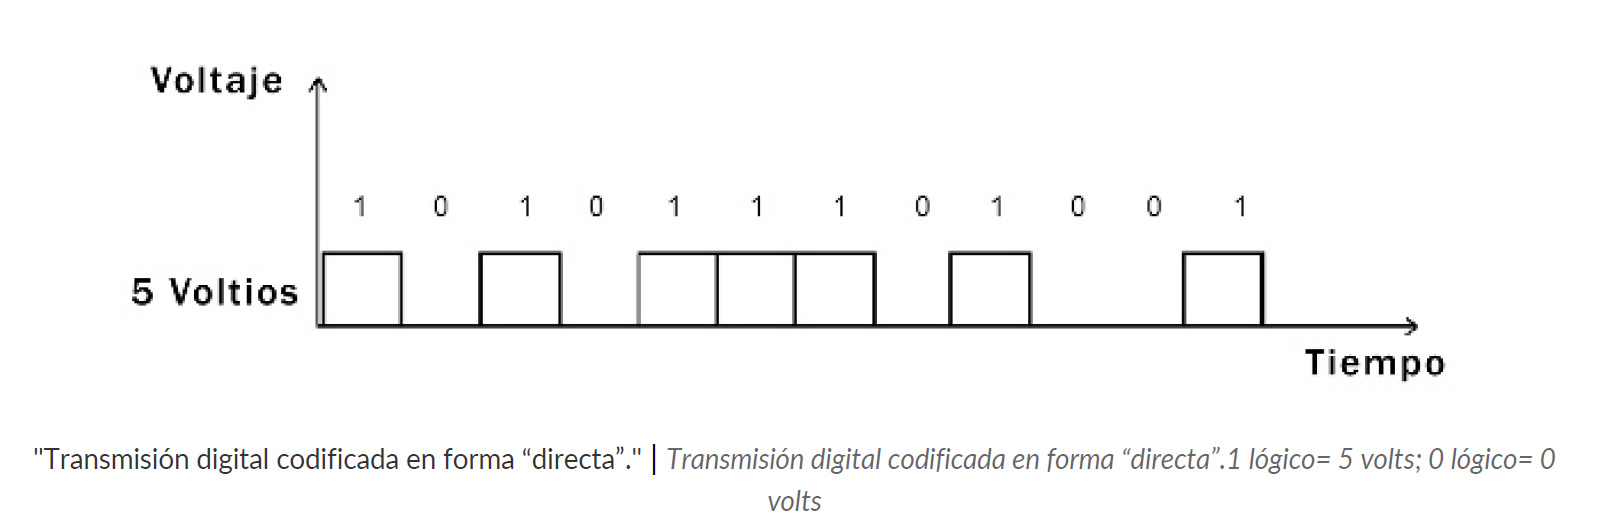 Voltaje
1 0 1 0 1 1 1 0 1 0 0 1
5 Voltios
Tiempo
"Transmisión digital codificada en forma “directa”." | Transmisión digital codificada en forma “directa”.1 lógico= 5 volts; 0 lógico= 0
volts